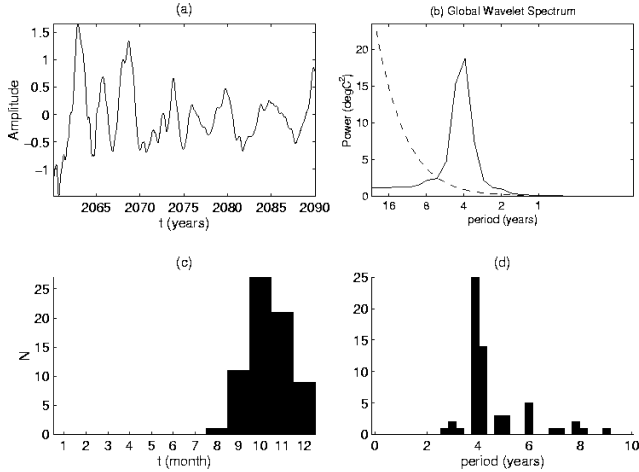 (a)
(b) Global Wavelet Spectrum
1.5
1
0.5
0
−0.5
−1
Amplitude
2065 2070 2075 2080 2085 2090
t (years)
20
15
10
5
0
Power (degC²)
16 8 4 2 1
period (years)
(c)
(d)
25
20
15
10
5
0
N
1 2 3 4 5 6 7 8 9 10 11 12
t (month)
25
20
15
10
5
0
0 2 4 6 8 10
period (years)